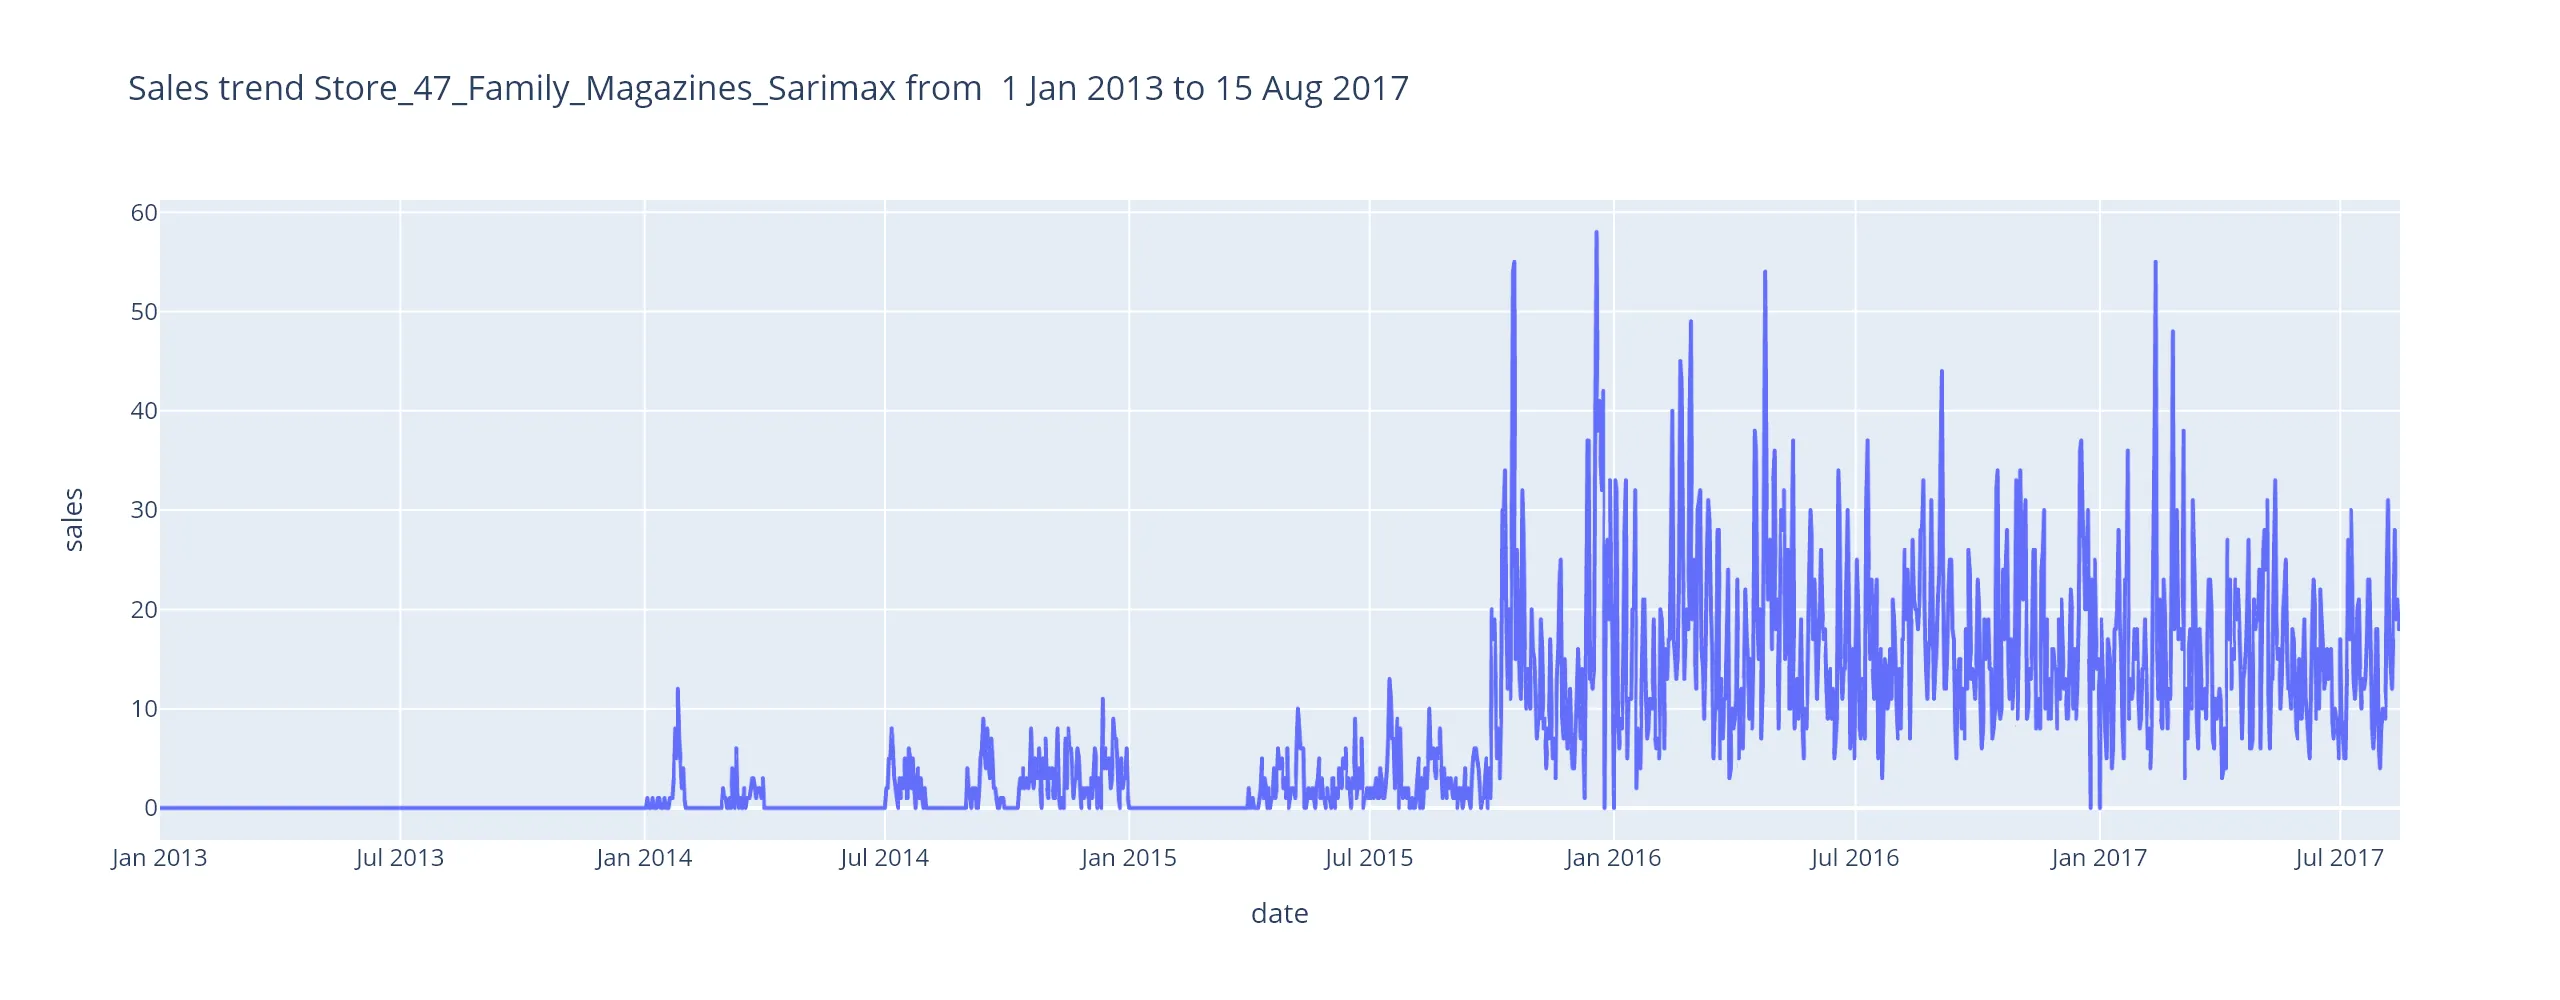 Sales trend Store_47_Family_Magazines_Sarimax from  1 Jan 2013 to 15 Aug 2017
60
50
40
30
20
10
0
sales
Jan 2013 Jul 2013 Jan 2014 Jul 2014 Jan 2015 Jul 2015 Jan 2016 Jul 2016 Jan 2017 Jul 2017
date